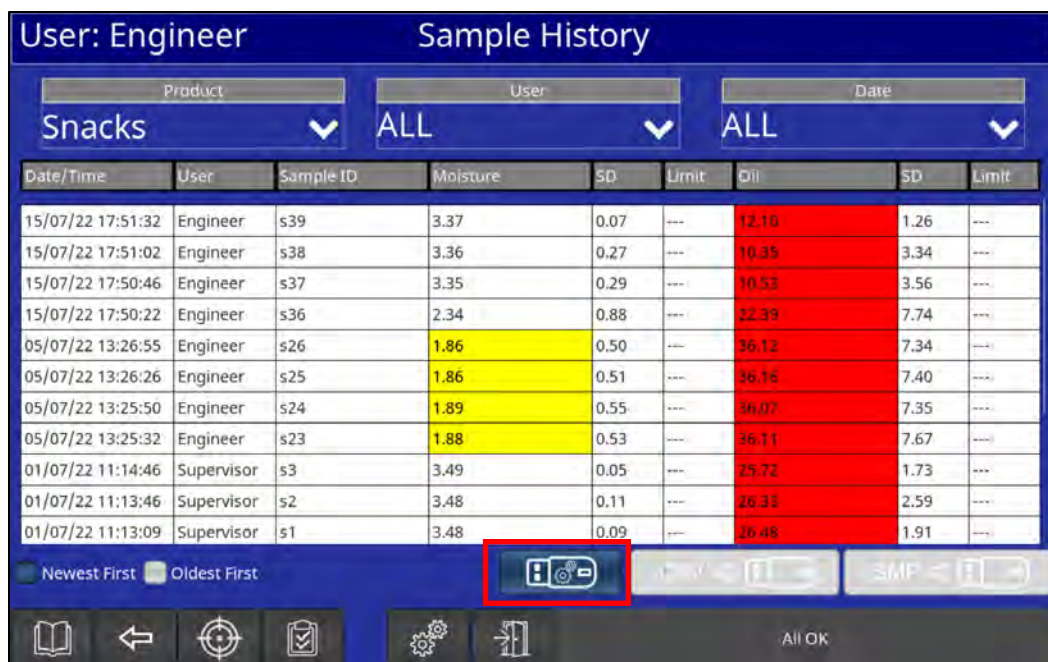 User: Engineer Sample History
Product User Date
Snacks ALL ALL
Date/Time User Sample ID Moisture SD Limit Oil SD Limit
15/07/22 17:51:32 Engineer s39 3.37 0.07 --- 12.10 1.26 ---
15/07/22 17:51:02 Engineer s38 3.36 0.27 --- 10.35 3.34 ---
15/07/22 17:50:46 Engineer s37 3.35 0.29 --- 10.53 3.56 ---
15/07/22 17:50:22 Engineer s36 2.34 0.88 --- 22.39 7.74 ---
05/07/22 13:26:55 Engineer s26 1.86 0.50 --- 36.12 7.34 ---
05/07/22 13:26:26 Engineer s25 1.86 0.51 --- 36.16 7.40 ---
05/07/22 13:25:50 Engineer s24 1.89 0.55 --- 36.07 7.35 ---
05/07/22 13:25:32 Engineer s23 1.88 0.53 --- 36.11 7.67 ---
01/07/22 11:14:46 Supervisor s3 3.49 0.05 --- 25.72 1.73 ---
01/07/22 11:13:46 Supervisor s2 3.48 0.11 --- 26.33 2.59 ---
01/07/22 11:13:09 Supervisor s1 3.48 0.09 --- 26.48 1.91 ---
Newest First Oldest First SMP <
All OK